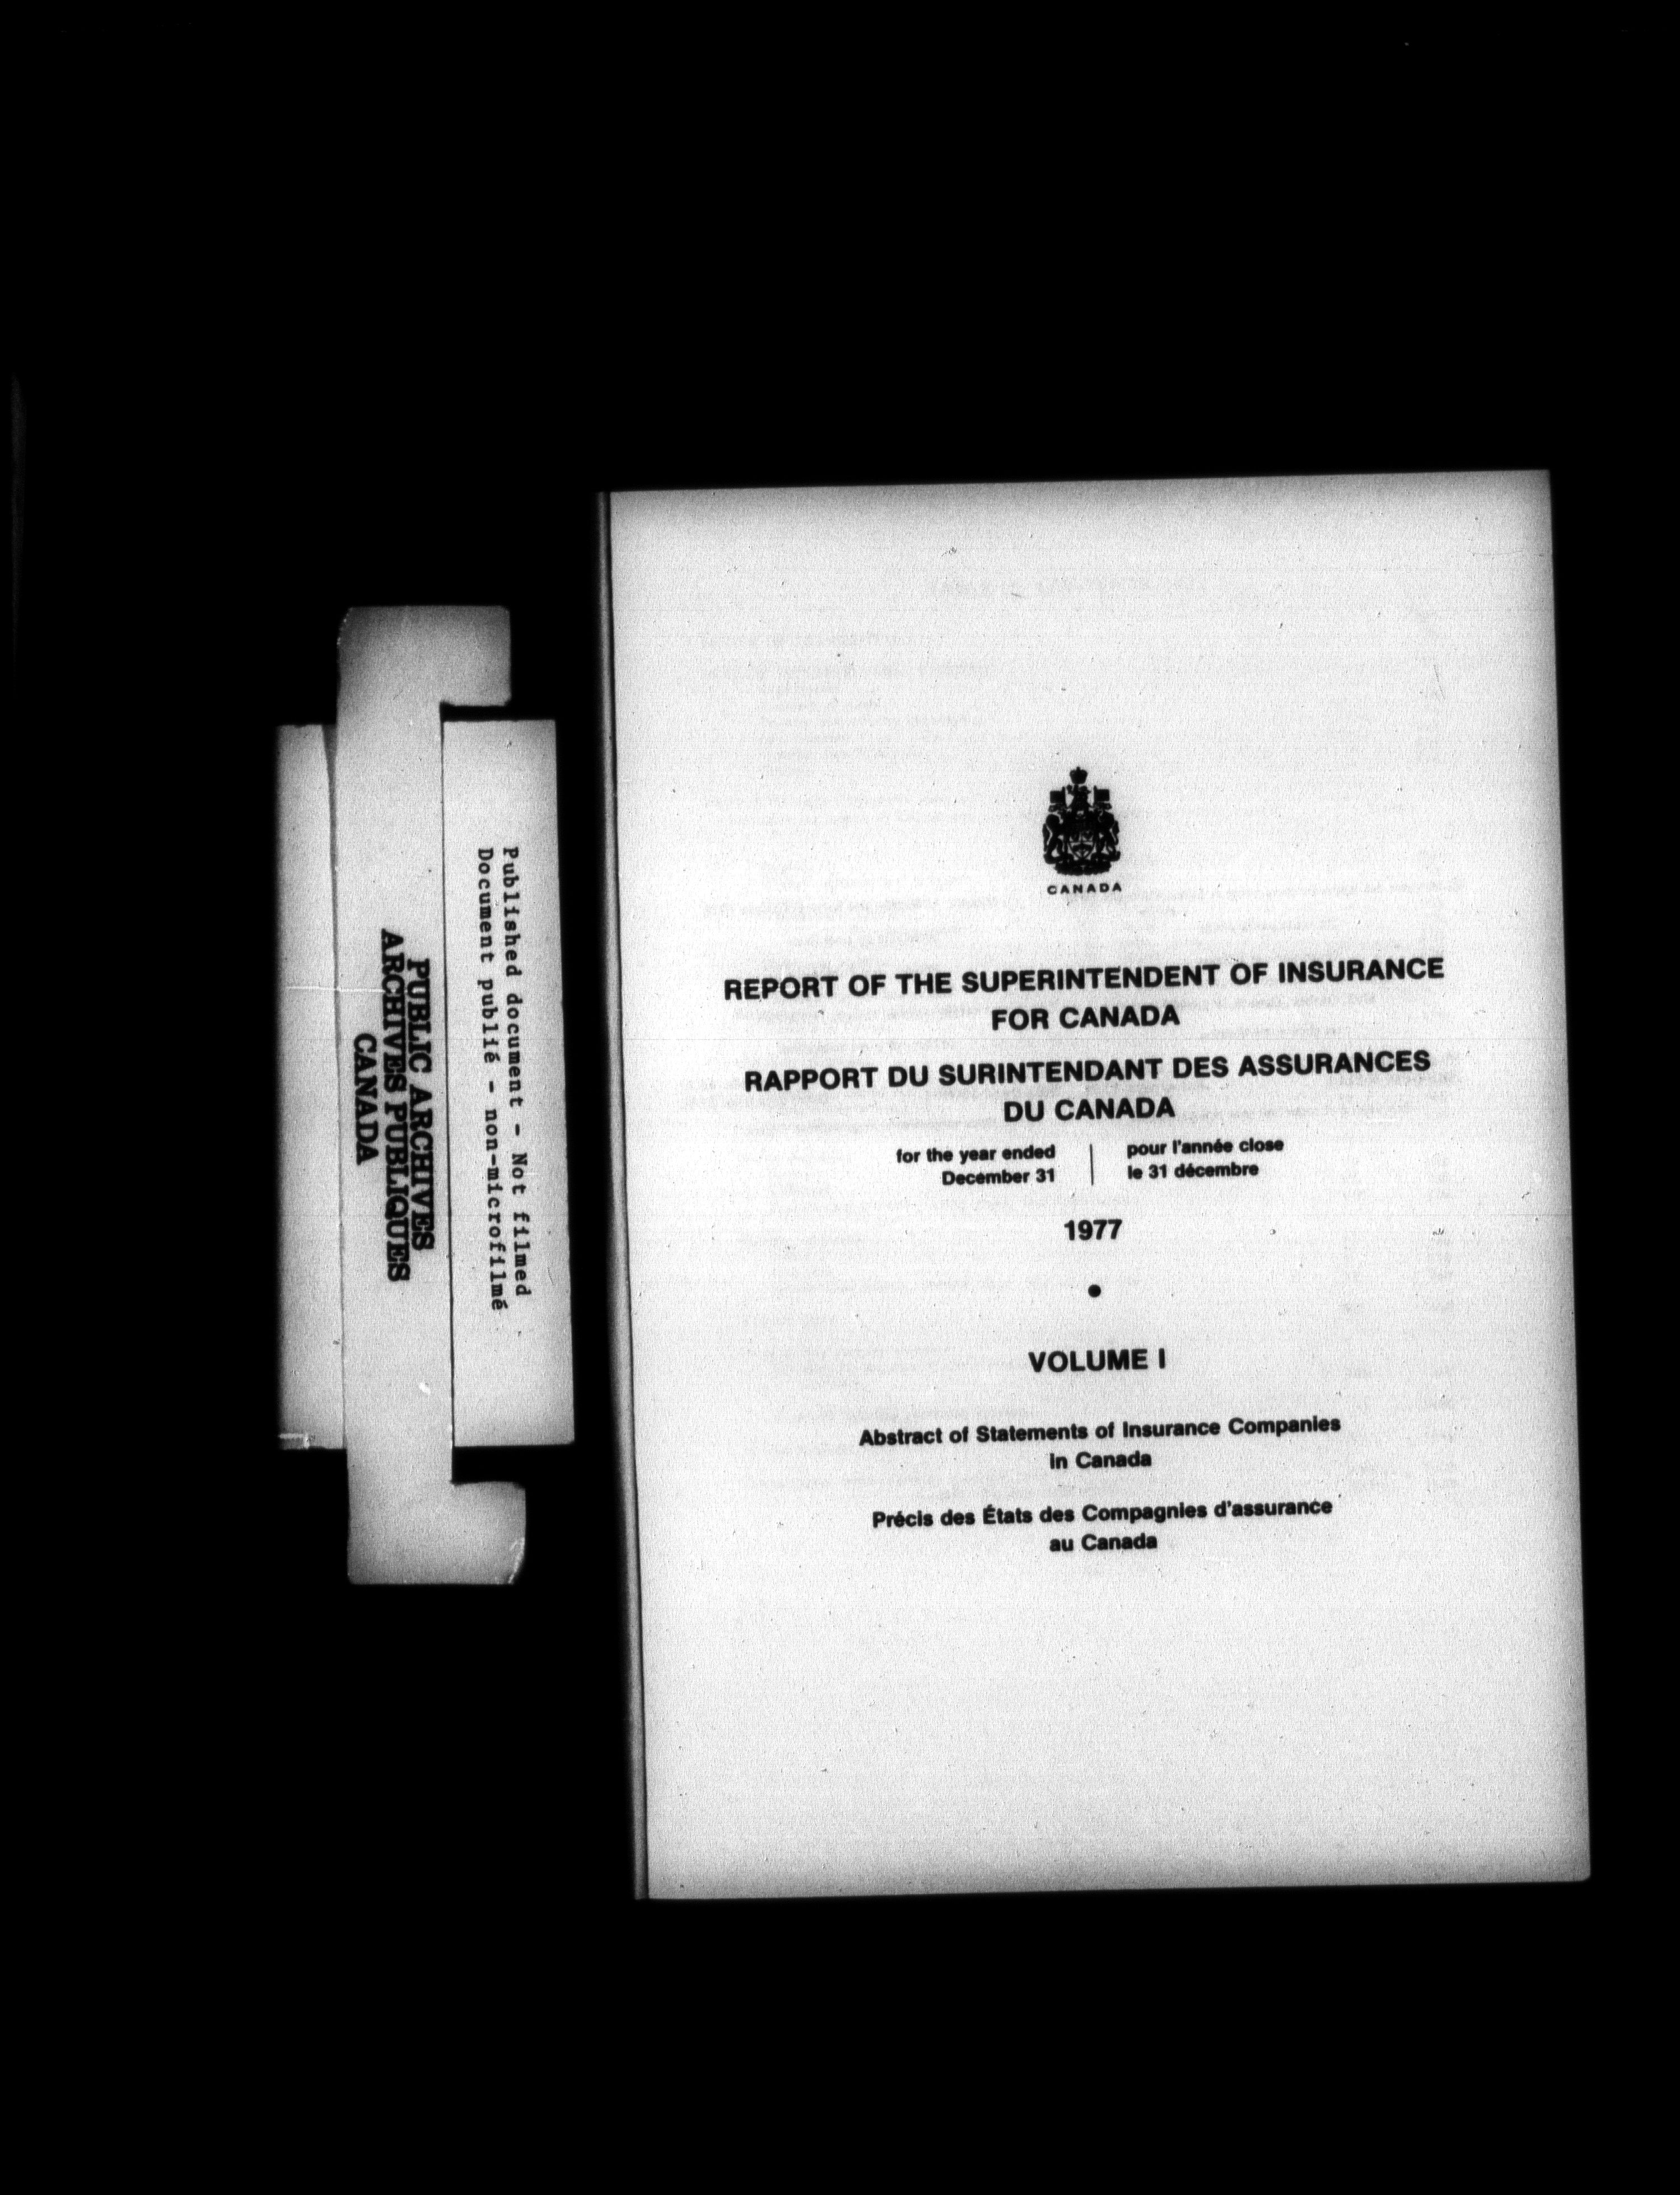 Published document - Not filmed
Document publié - non-microfilmé
PUBLIC ARCHIVES
ARCHIVES PUBLIQUES
CANADA
CANADA
REPORT OF THE SUPERINTENDENT OF INSURANCE
FOR CANADA
RAPPORT DU SURINTENDANT DES ASSURANCES
DU CANADA
for the year ended
December 31
pour l'année close
le 31 décembre
1977
VOLUME I
Abstract of Statements of Insurance Companies
in Canada
Précis des États des Compagnies d'assurance
au Canada